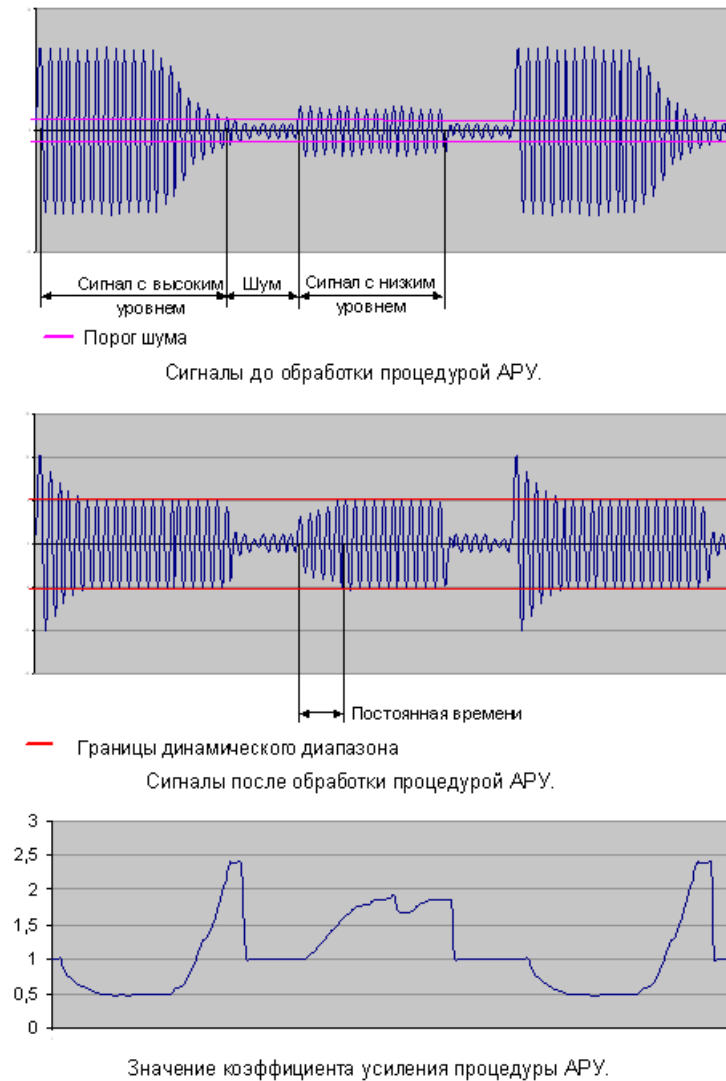 Сигнал с высоким уровнем
Шум
Сигнал с низким уровнем
Порог шума
Сигналы до обработки процедурой АРУ.
Постоянная времени
Границы динамического диапазона
Сигналы после обработки процедурой АРУ.
3
2,5
2
1,5
1
0,5
0
Значение коэффициента усиления процедуры АРУ.